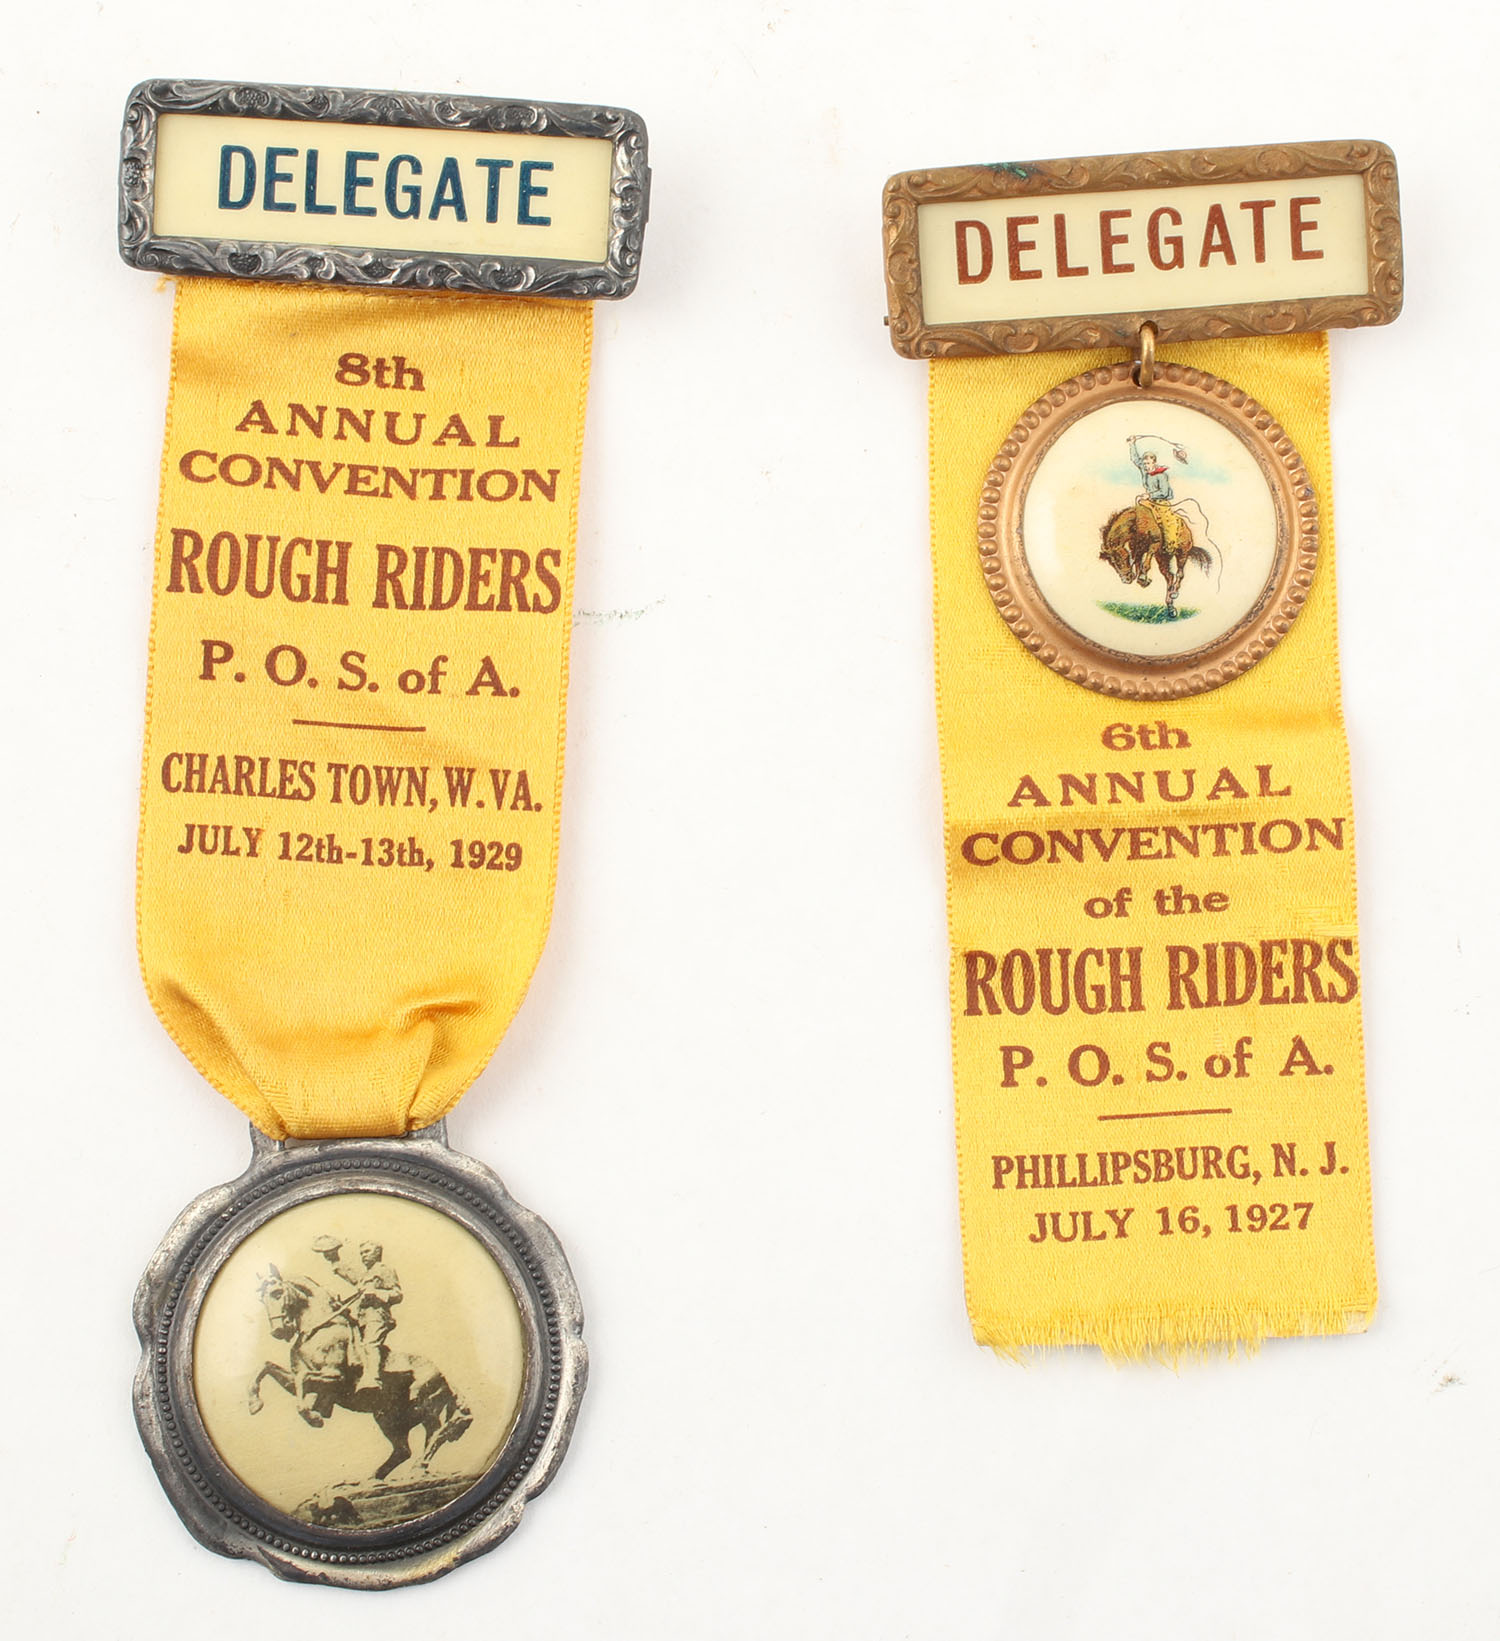 DELEGATE
8th
ANNUAL
CONVENTION
ROUGH RIDERS
P. O. S. of A.
CHARLES TOWN, W. VA.
JULY 12th-13th, 1929
DELEGATE
6th
ANNUAL
CONVENTION
of the
ROUGH RIDERS
P. O. S. of A.
PHILLIPSBURG, N. J.
JULY 16, 1927